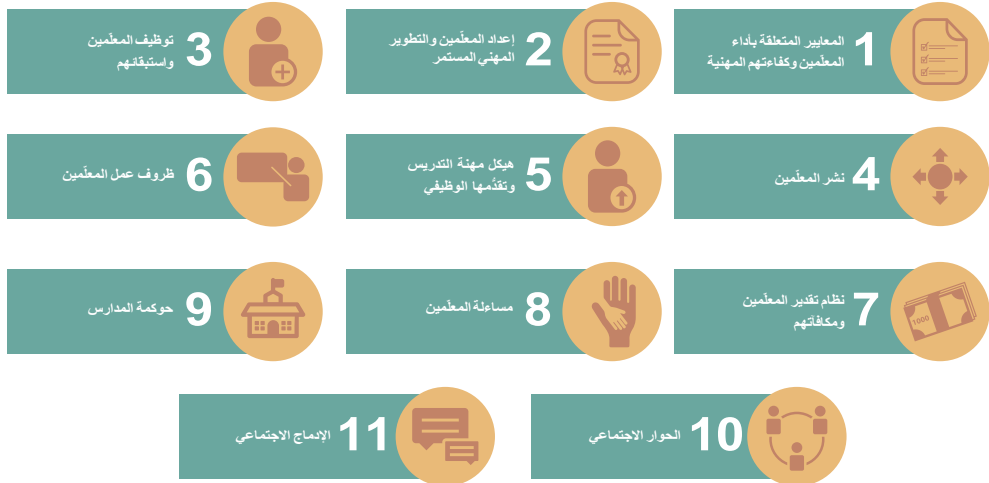 1
المعايير المتعلقة بأداء
المعلّمين وكفاءتهم المهنية
2
إعداد المعلّمين والتطوير
المهني المستمر
3
توظيف المعلّمين
واستبقائهم
4
نشر المعلّمين
5
هيكل مهنة التدريس
وتقدُّمها الوظيفي
6
ظروف عمل المعلّمين
7
نظام تقدير المعلّمين
ومكافآتهم
1000
8
مساءلة المعلّمين
9
حوكمة المدارس
10
الحوار الاجتماعي
11
الإدماج الاجتماعي